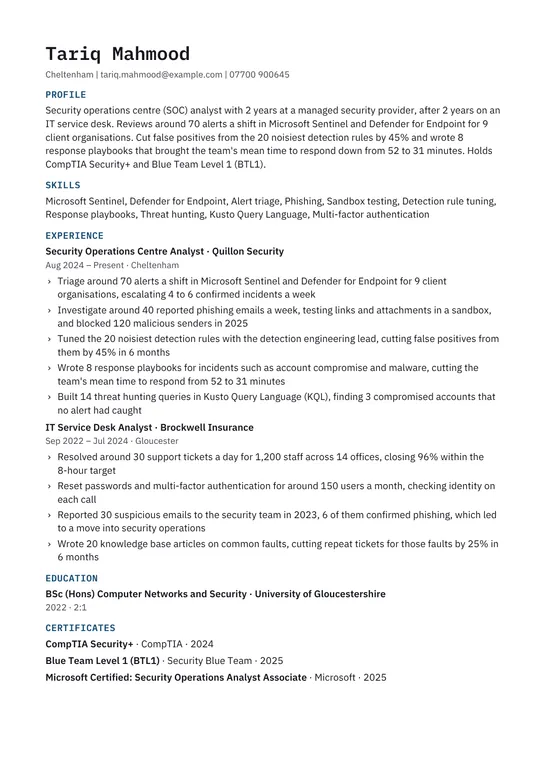 Tariq Mahmood
Cheltenham | tariq.mahmood@example.com | 07700 900645
PROFILE
Security operations centre (SOC) analyst with 2 years at a managed security provider, after 2 years on an
IT service desk. Reviews around 70 alerts a shift in Microsoft Sentinel and Defender for Endpoint for 9
client organisations. Cut false positives from the 20 noisiest detection rules by 45% and wrote 8
response playbooks that brought the team's mean time to respond down from 52 to 31 minutes. Holds
CompTIA Security+ and Blue Team Level 1 (BTL1).
SKILLS
Microsoft Sentinel, Defender for Endpoint, Alert triage, Phishing, Sandbox testing, Detection rule tuning,
Response playbooks, Threat hunting, Kusto Query Language, Multi-factor authentication
EXPERIENCE
Security Operations Centre Analyst · Quillon Security
Aug 2024 – Present · Cheltenham
› Triage around 70 alerts a shift in Microsoft Sentinel and Defender for Endpoint for 9 client
organisations, escalating 4 to 6 confirmed incidents a week
› Investigate around 40 reported phishing emails a week, testing links and attachments in a sandbox,
and blocked 120 malicious senders in 2025
› Tuned the 20 noisiest detection rules with the detection engineering lead, cutting false positives from
them by 45% in 6 months
› Wrote 8 response playbooks for incidents such as account compromise and malware, cutting the
team's mean time to respond from 52 to 31 minutes
› Built 14 threat hunting queries in Kusto Query Language (KQL), finding 3 compromised accounts that
no alert had caught
IT Service Desk Analyst · Brockwell Insurance
Sep 2022 – Jul 2024 · Gloucester
› Resolved around 30 support tickets a day for 1,200 staff across 14 offices, closing 96% within the
8-hour target
› Reset passwords and multi-factor authentication for around 150 users a month, checking identity on
each call
› Reported 30 suspicious emails to the security team in 2023, 6 of them confirmed phishing, which led
to a move into security operations
› Wrote 20 knowledge base articles on common faults, cutting repeat tickets for those faults by 25% in
6 months
EDUCATION
BSc (Hons) Computer Networks and Security · University of Gloucestershire
2022 · 2:1
CERTIFICATES
CompTIA Security+ · CompTIA · 2024
Blue Team Level 1 (BTL1) · Security Blue Team · 2025
Microsoft Certified: Security Operations Analyst Associate · Microsoft · 2025